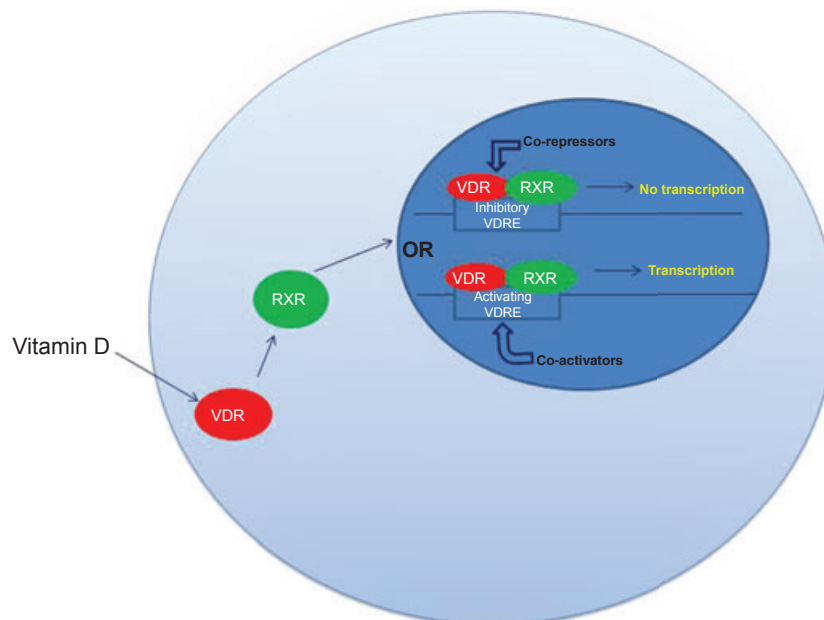 Co-repressors
VDR RXR
No transcription
Inhibitory
VDRE
OR
VDR RXR
Transcription
Activating
VDRE
Co-activators
RXR
Vitamin D
VDR